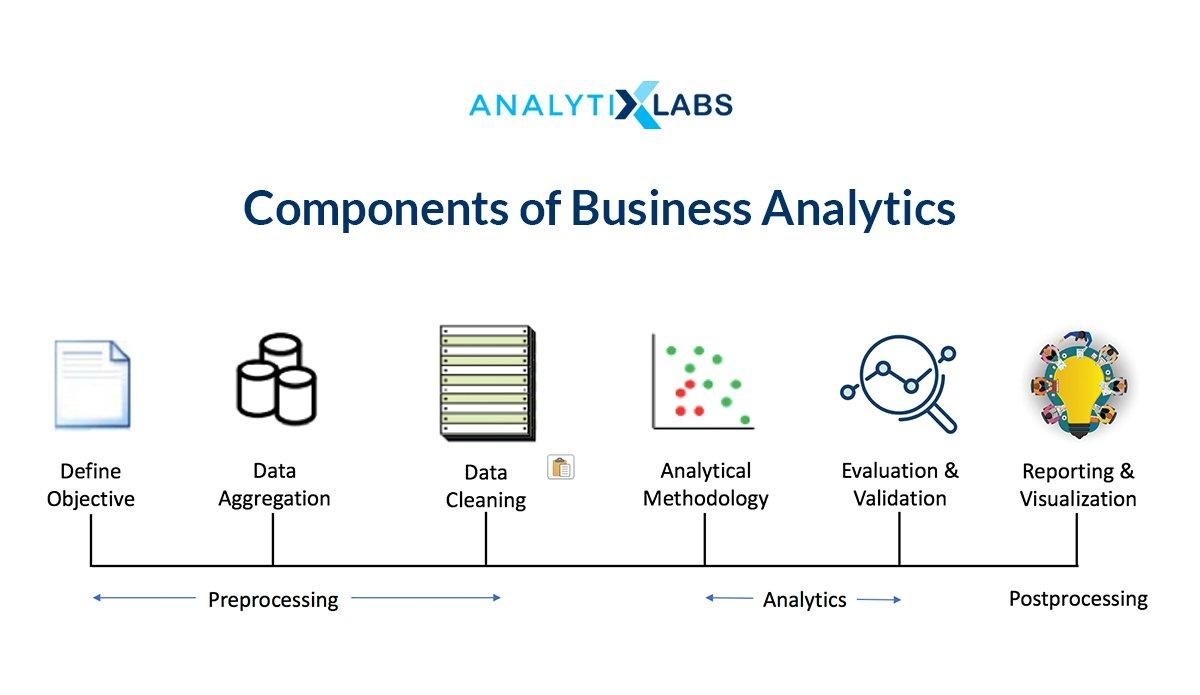 ANALYTIXLABS
Components of Business Analytics
Define
Objective
Data
Aggregation
Data
Cleaning
Analytical
Methodology
Evaluation &
Validation
Reporting &
Visualization
Preprocessing
Analytics
Postprocessing